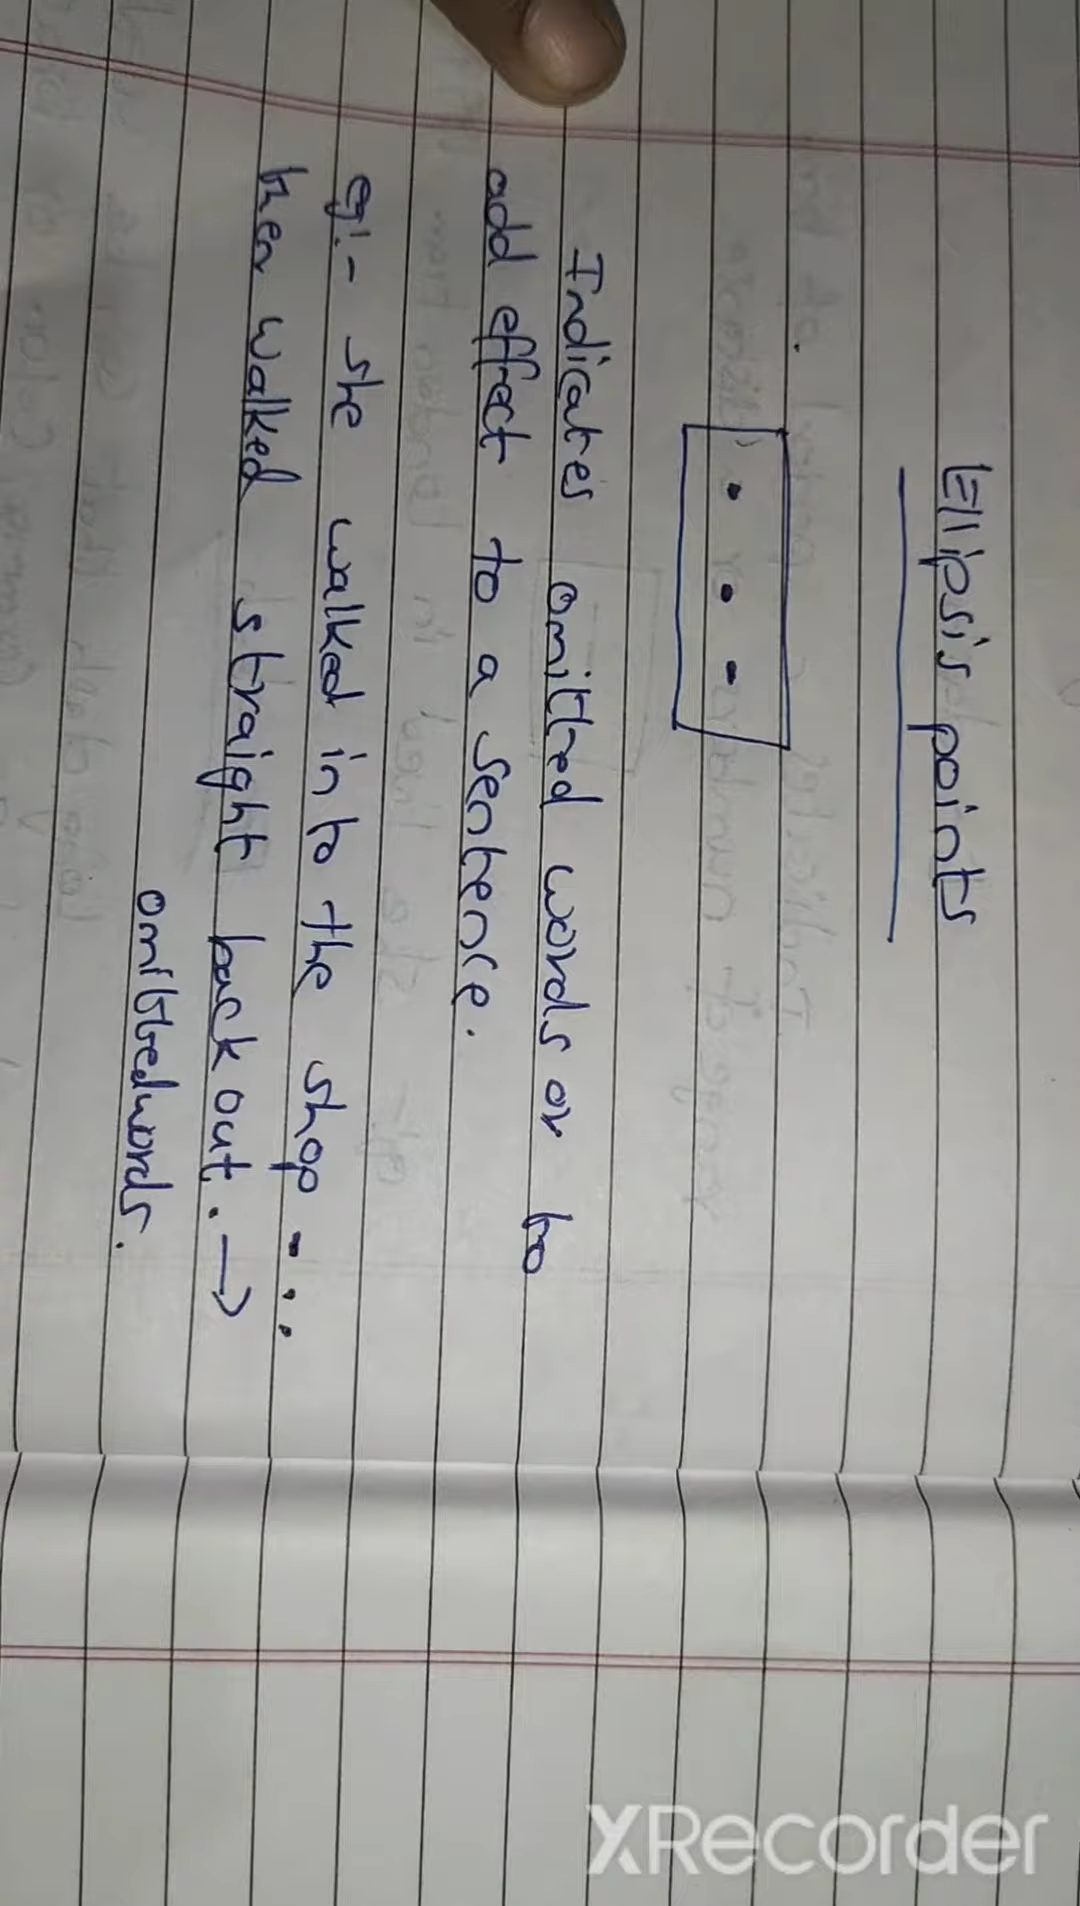 Ellipsis points
. . .
Indicates omitted words or to
add effect to a sentence.
eg:- she walked into the shop ...
then walked straight back out. →
omitted words.
XRecorder